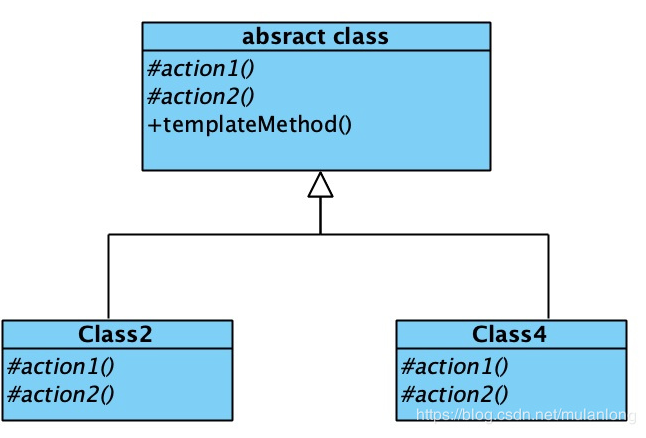 absract class
#action1()
#action2()
+templateMethod()
Class2
#action1()
#action2()
Class4
#action1()
#action2()
https://blog.csdn.net/mulanlong